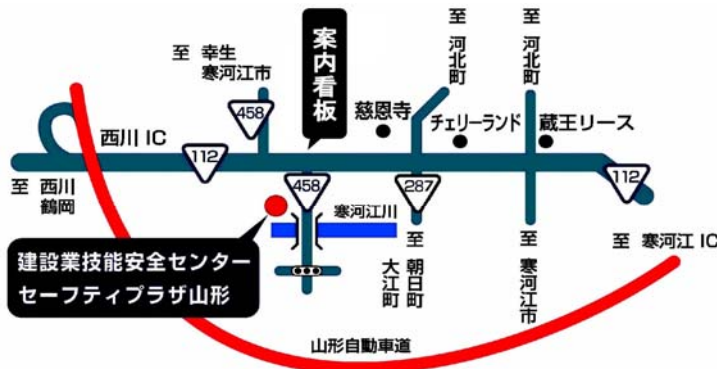 至 幸生
寒河江市
458
案内看板
慈恩寺
至 河北町
チェリーランド
至 河北町
蔵王リース
西川 IC
112
458
287
112
至 西川
鶴岡
寒河江川
至 朝日町
大江町
至 寒河江市
至 寒河江 IC
建設業技能安全センター
セーフティプラザ山形
山形自動車道